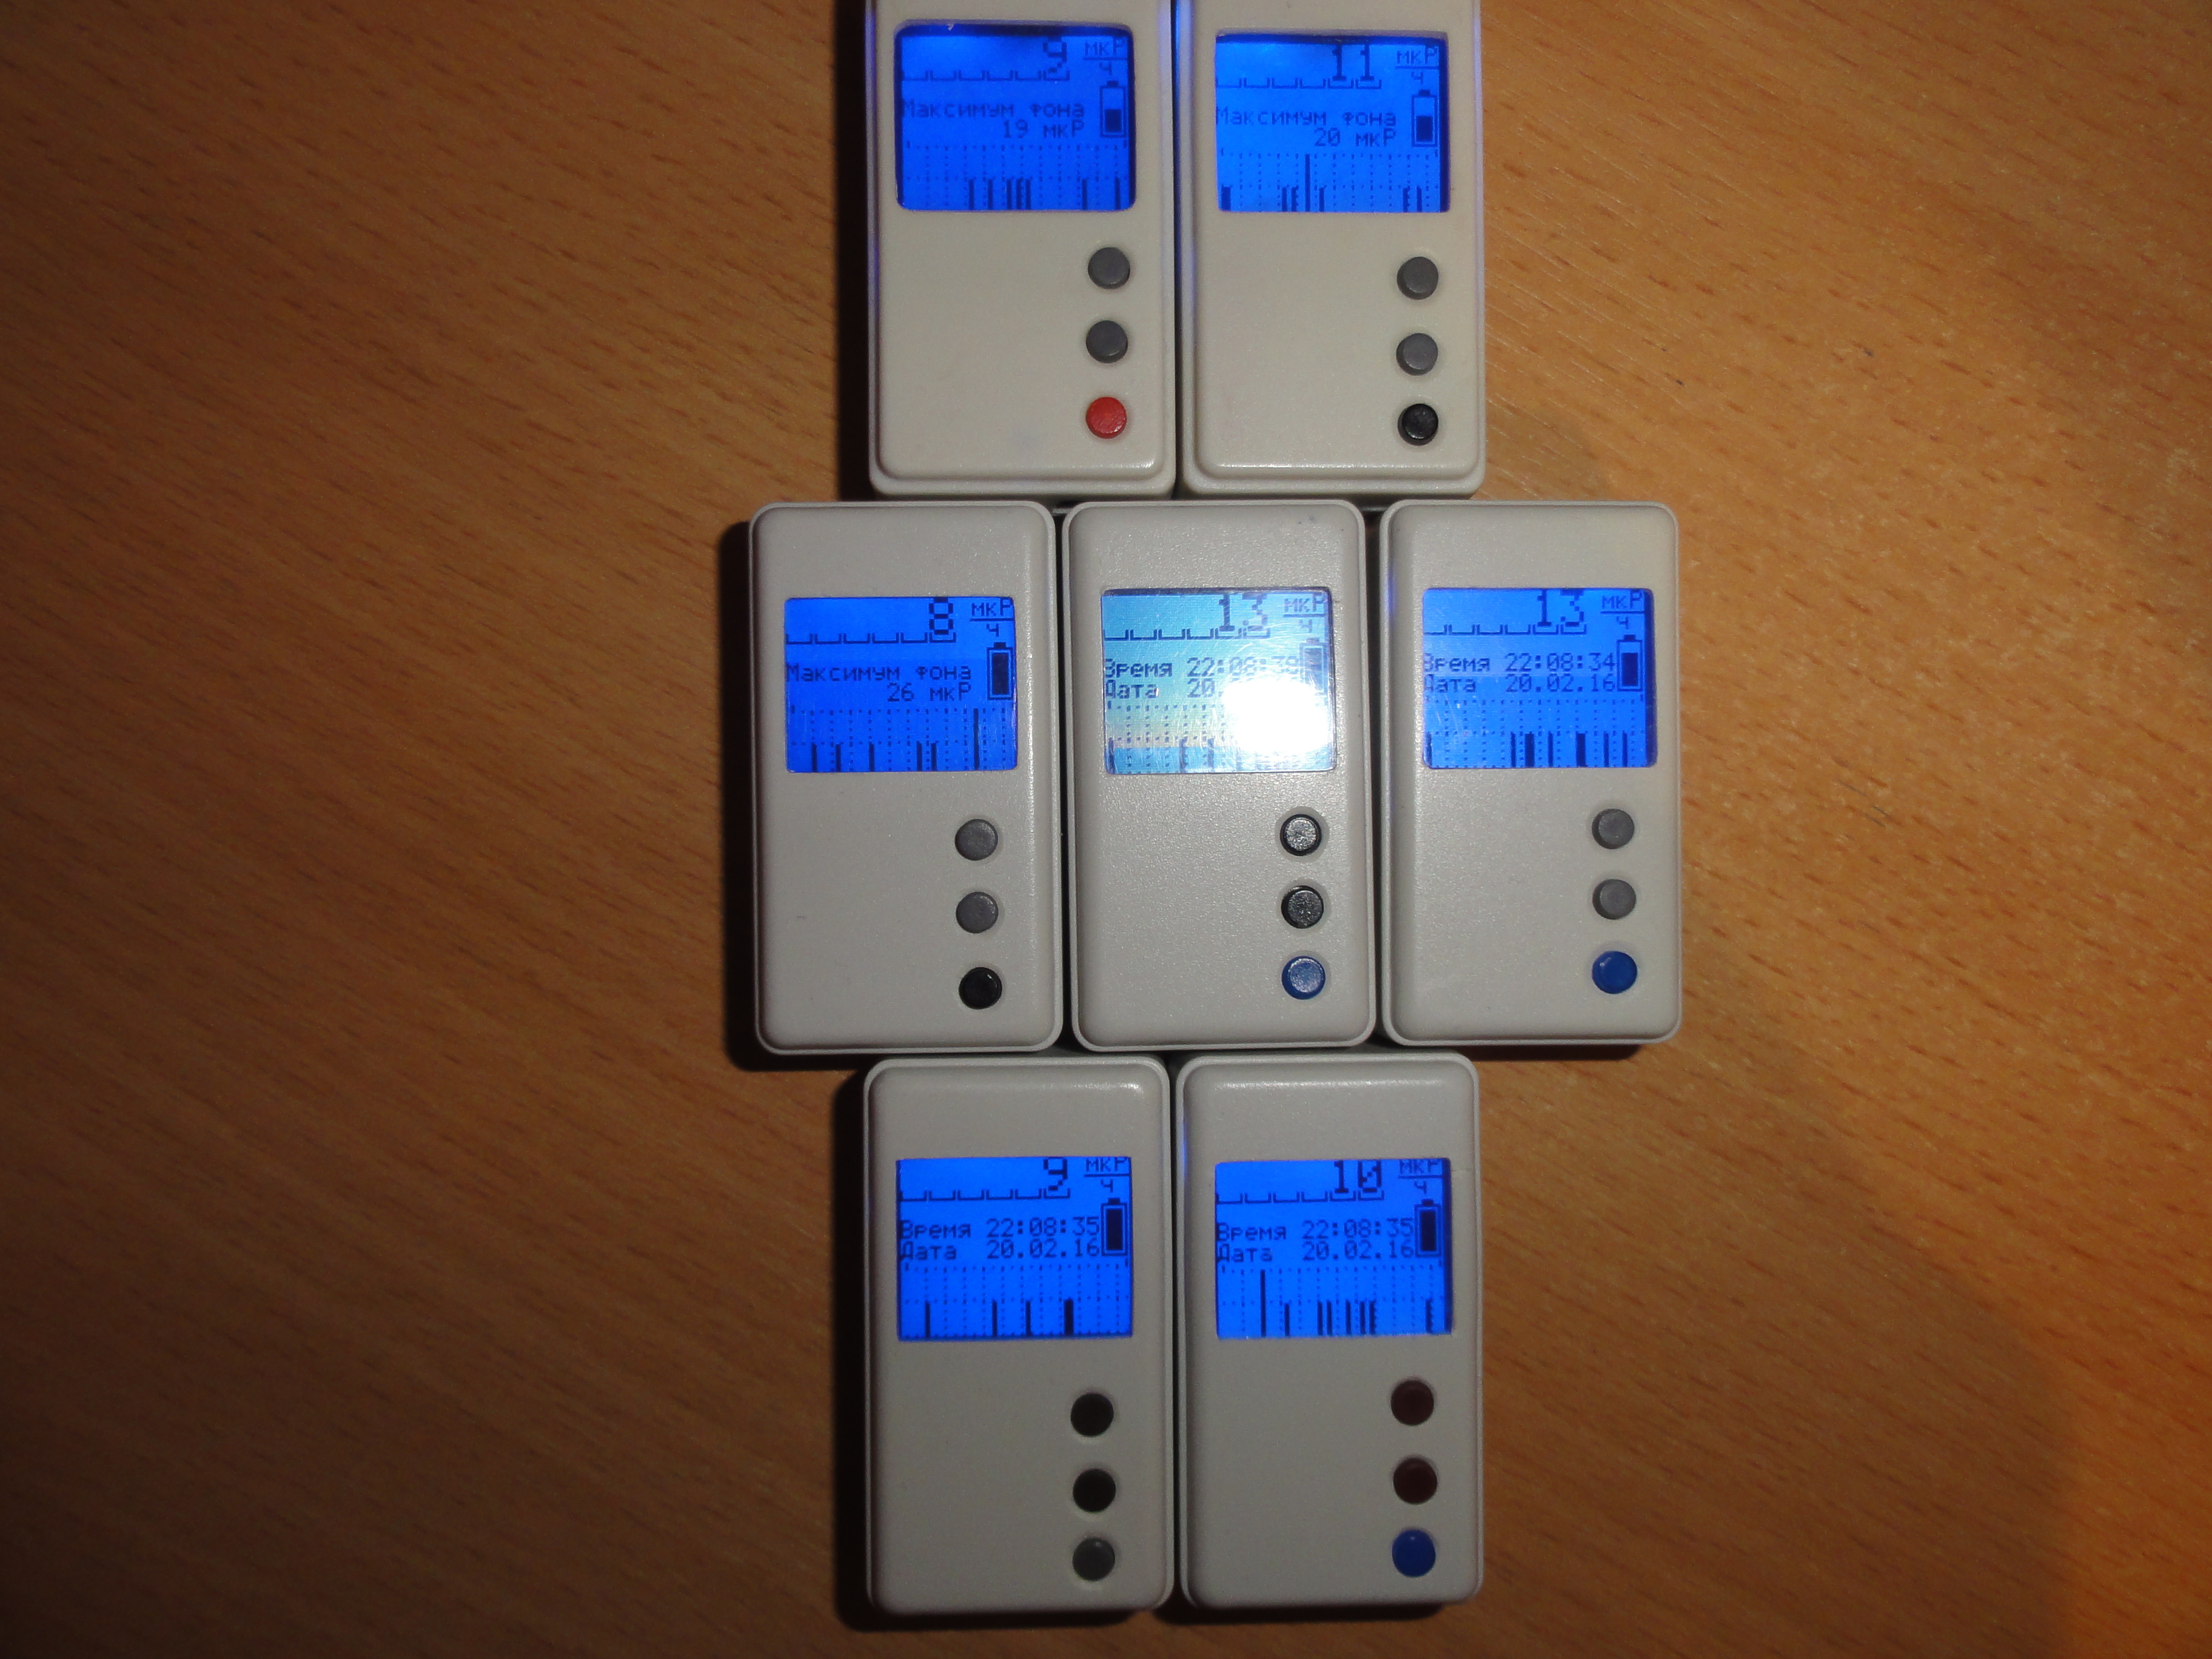 9 мкР
ч
Максимум фона
19 мкР
11 мкР
ч
Максимум фона
20 мкР
8 мкР
ч
Максимум фона
26 мкР
13 мкР
ч
Время 22:08:38
Дата 20.
13 мкР
ч
Время 22:08:34
Дата 20.02.16
9 мкР
ч
Время 22:08:35
Дата 20.02.16
10 мкР
ч
Время 22:08:35
Дата 20.02.16